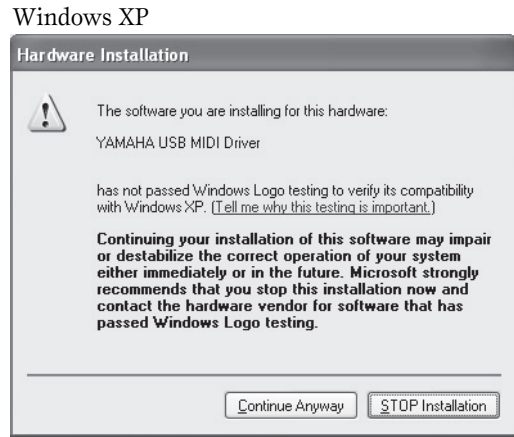 Windows XP
Hardware Installation
The software you are installing for this hardware:
YAMAHA USB MIDI Driver
has not passed Windows Logo testing to verify its compatibility
with Windows XP. (Tell me why this testing is important.)
Continuing your installation of this software may impair
or destabilize the correct operation of your system
either immediately or in the future. Microsoft strongly
recommends that you stop this installation now and
contact the hardware vendor for software that has
passed Windows Logo testing.
Continue Anyway
STOP Installation